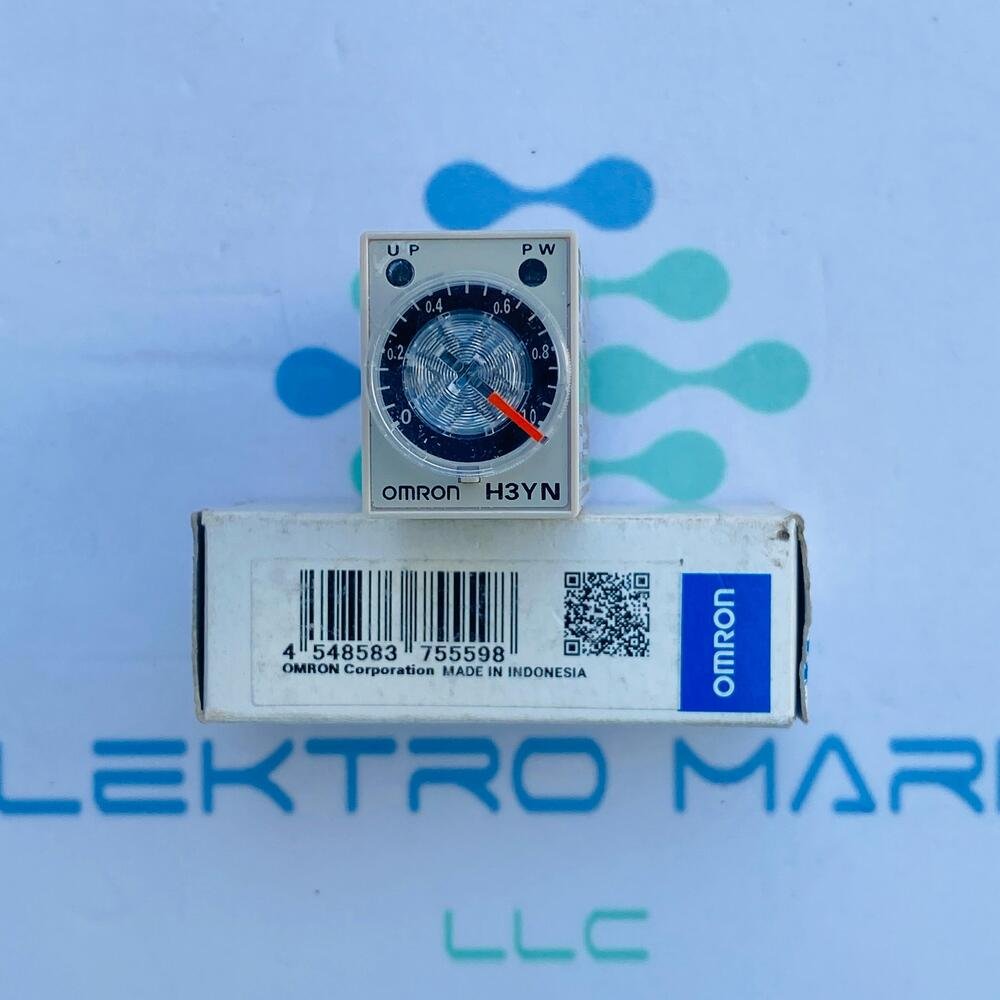 UP PW
0.4 0.6
0.2 0.8
0 1.0
OMRON H3YN
4 548583 755598
OMRON Corporation MADE IN INDONESIA
OMRON
LEKTRO MAR
LLC